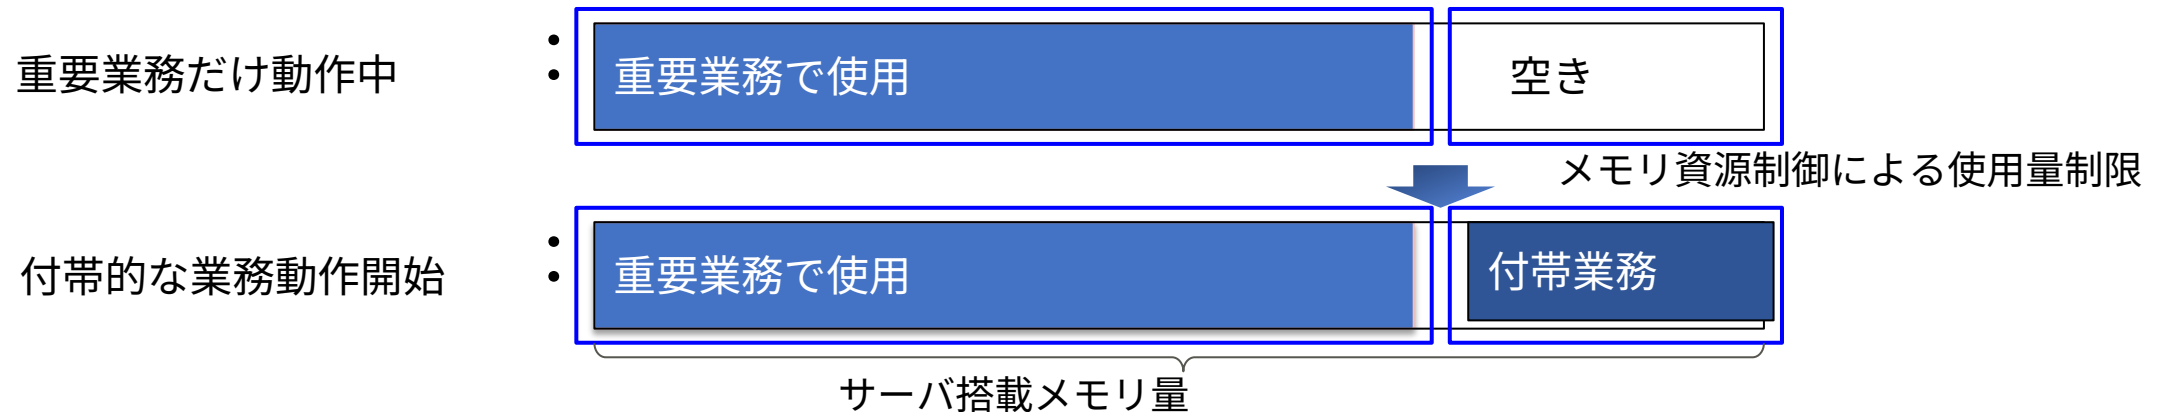 重要業務だけ動作中
重要業務で使用
空き
メモリ資源制御による使用量制限
付帯的な業務動作開始
重要業務で使用
付帯業務
サーバ搭載メモリ量